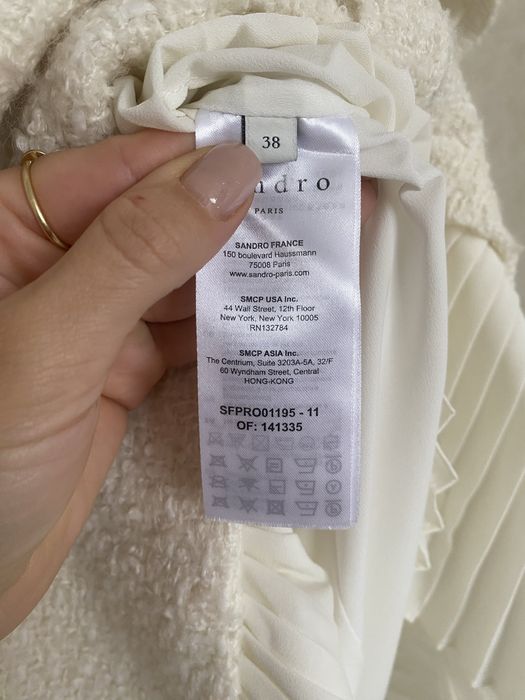 38
ndro
PARIS
SANDRO FRANCE
150 boulevard Haussmann
75008 Paris
www.sandro-paris.com
SMCP USA Inc.
44 Wall Street, 12th Floor
New York, New York 10005
RN132784
SMCP ASIA Inc.
The Centrium, Suite 3203A-5A, 32/F
60 Wyndham Street, Central
HONG-KONG
SFPRO01195 - 11
OF: 141335